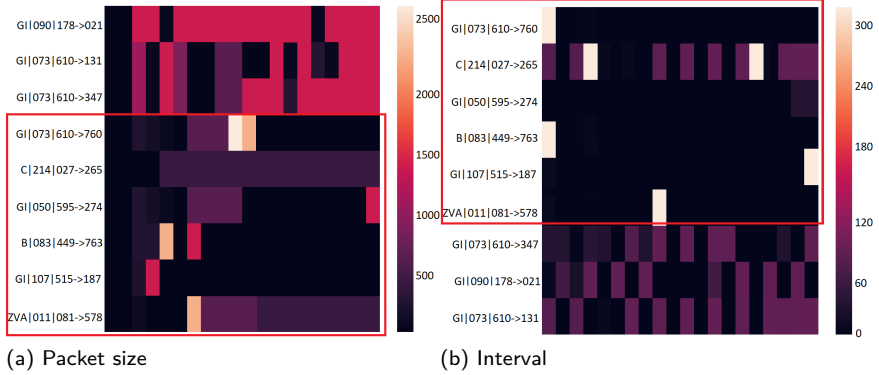 GI|090|178->021
GI|073|610->131
GI|073|610->347
GI|073|610->760
C|214|027->265
GI|050|595->274
B|083|449->763
GI|107|515->187
ZVA|011|081->578
2500
2000
1500
1000
500
(a) Packet size
GI|073|610->760
C|214|027->265
GI|050|595->274
B|083|449->763
GI|107|515->187
ZVA|011|081->578
GI|073|610->347
GI|090|178->021
GI|073|610->131
300
240
180
120
60
0
(b) Interval